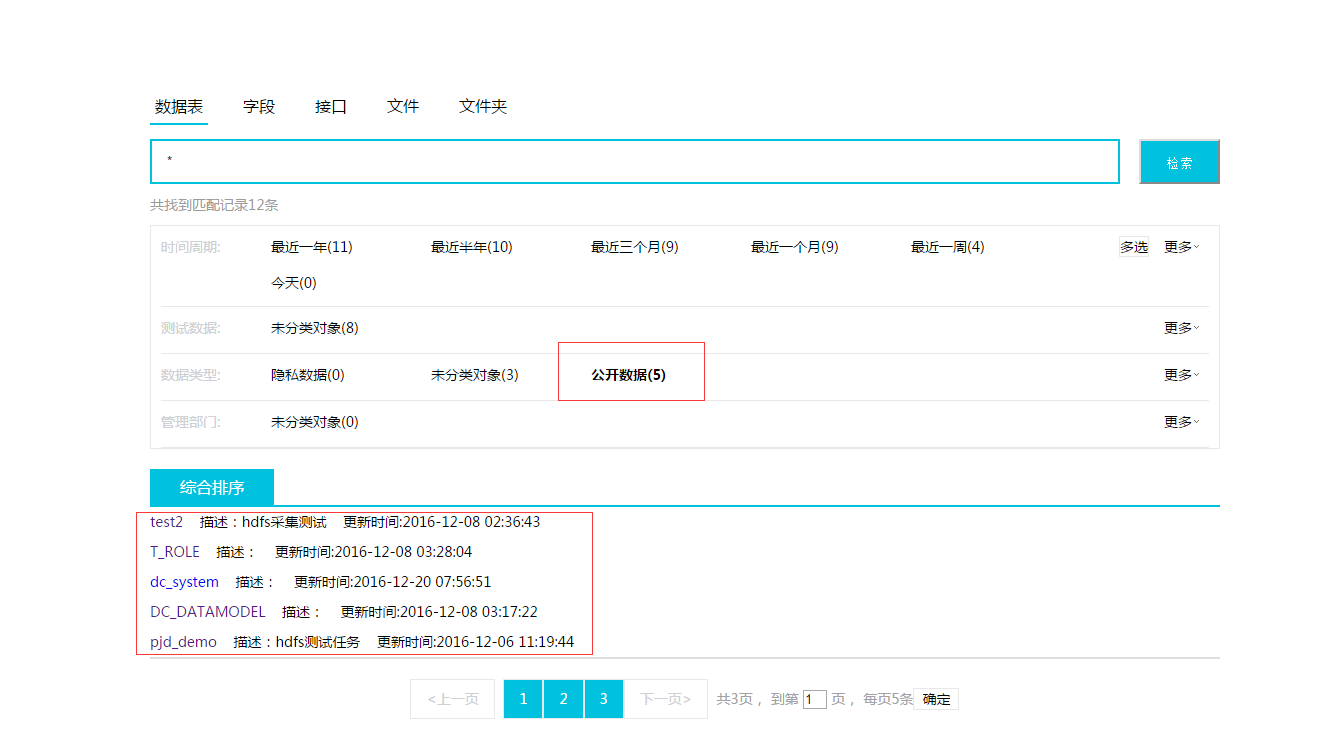 数据表 字段 接口 文件 文件夹
*
检索
共找到匹配记录12条
时间周期: 最近一年(11) 最近半年(10) 最近三个月(9) 最近一个月(9) 最近一周(4) 多选 更多
今天(0)
测试数据: 未分类对象(8) 更多
数据类型: 隐私数据(0) 未分类对象(3) 公开数据(5) 更多
管理部门: 未分类对象(0) 更多
综合排序
test2 描述：hdfs采集测试 更新时间:2016-12-08 02:36:43
T_ROLE 描述： 更新时间:2016-12-08 03:28:04
dc_system 描述： 更新时间:2016-12-20 07:56:51
DC_DATAMODEL 描述： 更新时间:2016-12-08 03:17:22
pjd_demo 描述：hdfs测试任务 更新时间:2016-12-06 11:19:44
<上一页 1 2 3 下一页> 共3页， 到第 1 页， 每页5条 确定